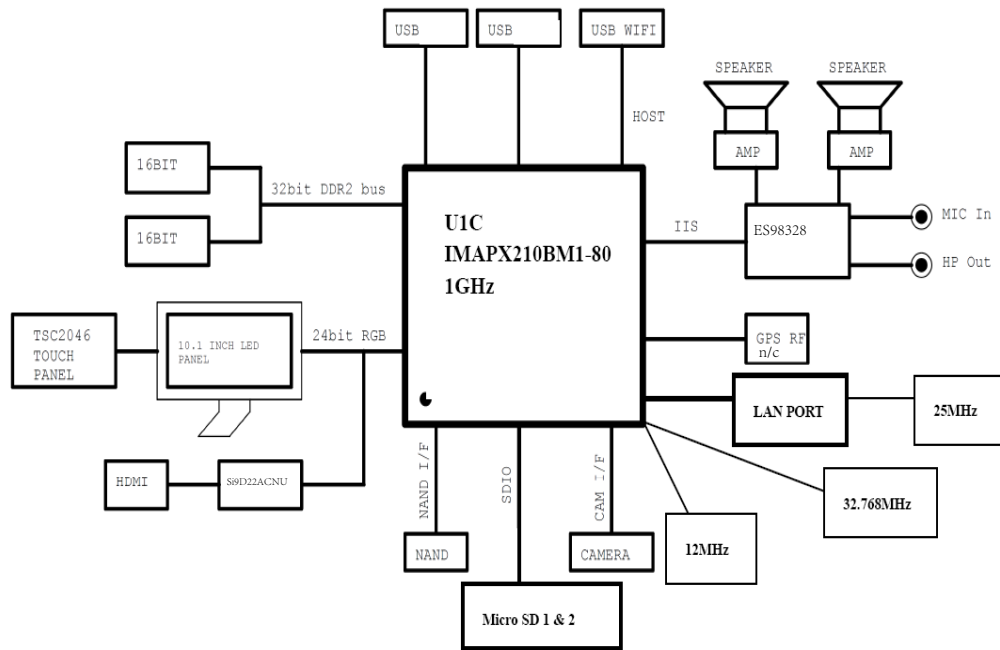 USB
USB
USB WIFI
SPEAKER
SPEAKER
HOST
AMP
AMP
16BIT
32bit DDR2 bus
16BIT
U1C
IMAPX210BM1-80
1GHz
IIS
ES98328
MIC In
HP Out
TSC2046
TOUCH
PANEL
10.1 INCH LED
PANEL
24bit RGB
GPS RF
n/c
LAN PORT
25MHz
HDMI
Si9D22ACNU
NAND I/F
SDIO
CAM I/F
32.768MHz
12MHz
NAND
CAMERA
Micro SD 1 & 2